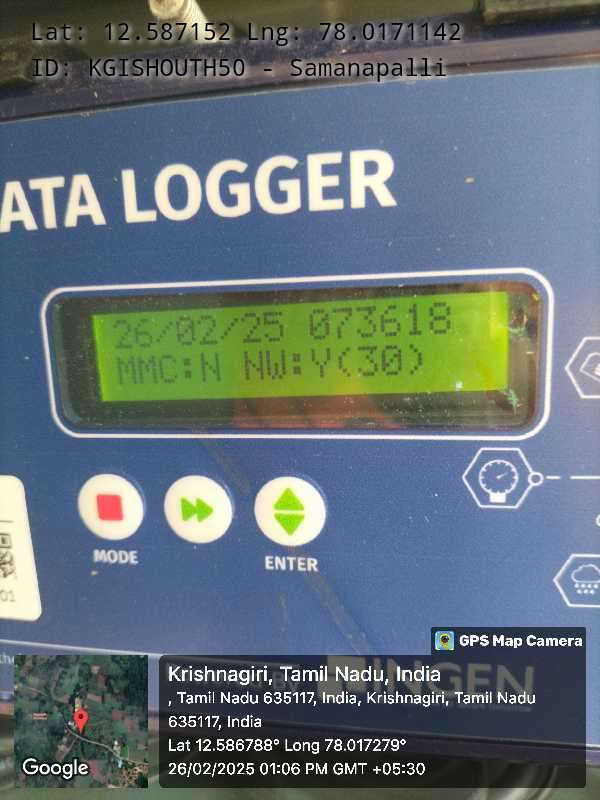 Lat: 12.587152 Lng: 78.0171142
ID: KGISHOUTH50 - Samanapalli
ATA LOGGER
26/02/25 073618
MMC:N NW:Y(30)
MODE
ENTER
01
GPS Map Camera
INGEN
Krishnagiri, Tamil Nadu, India
, Tamil Nadu 635117, India, Krishnagiri, Tamil Nadu
635117, India
Lat 12.586788° Long 78.017279°
26/02/2025 01:06 PM GMT +05:30
Google